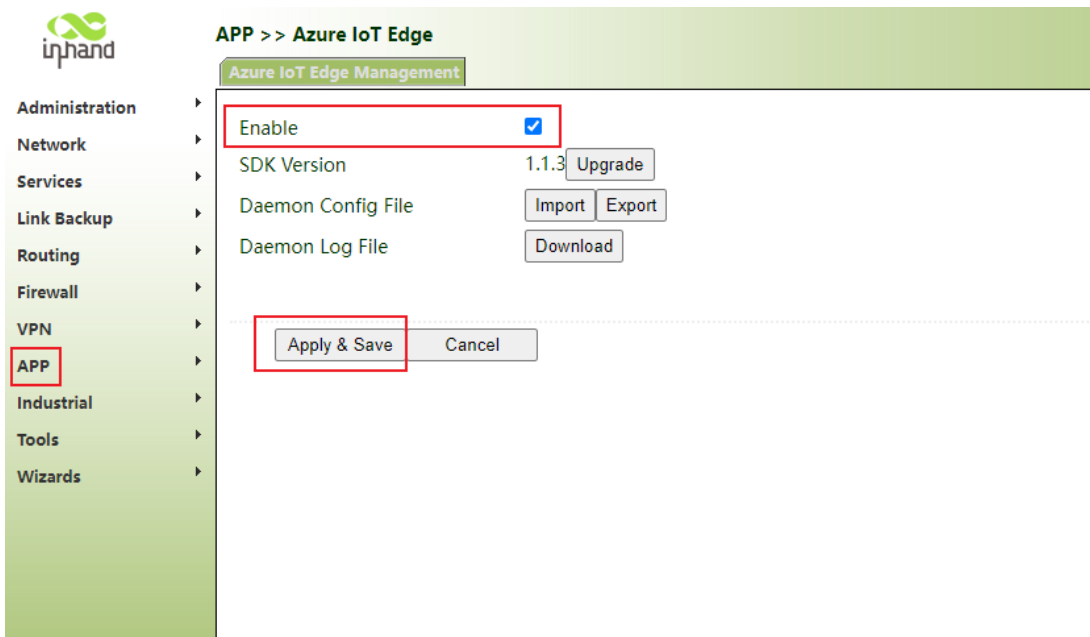 inhand
APP >> Azure IoT Edge
Azure IoT Edge Management
Administration
Network
Services
Link Backup
Routing
Firewall
VPN
APP
Industrial
Tools
Wizards
Enable
SDK Version 1.1.3 Upgrade
Daemon Config File Import Export
Daemon Log File Download
Apply & Save Cancel